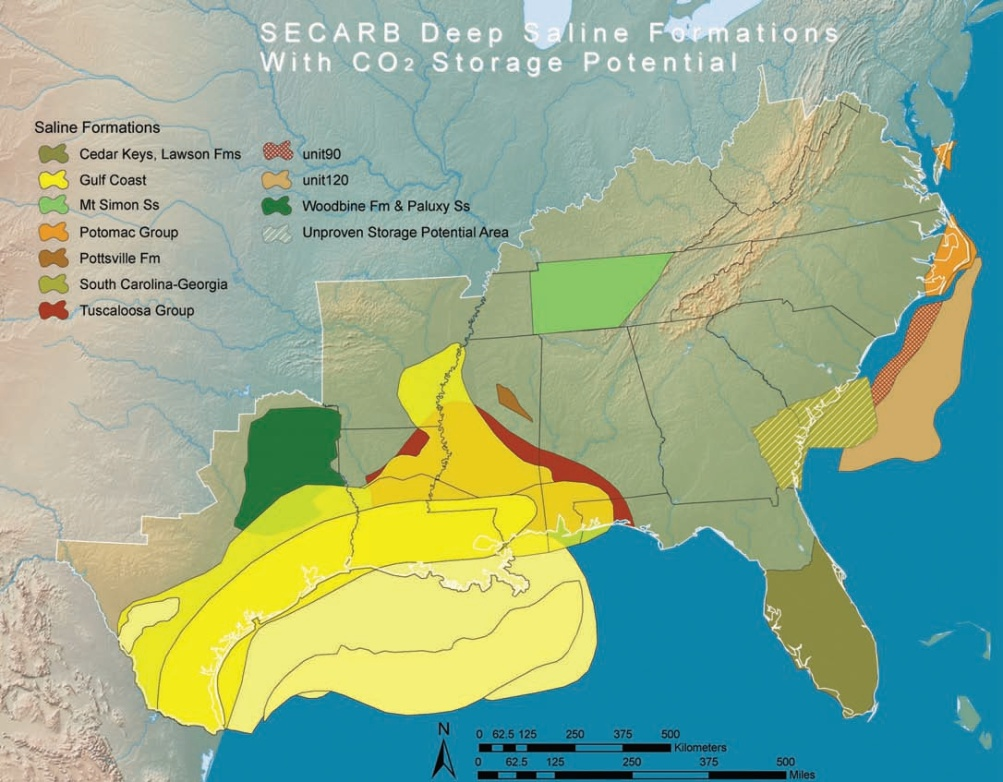 SECARB Deep Saline Formations
With CO2 Storage Potential
Saline Formations
Cedar Keys, Lawson Fms
Gulf Coast
Mt Simon Ss
Potomac Group
Pottsville Fm
South Carolina-Georgia
Tuscaloosa Group
unit90
unit120
Woodbine Fm & Paluxy Ss
Unproven Storage Potential Area
N
0 62.5 125 250 375 500
Kilometers
0 62.5 125 250 375 500
Miles